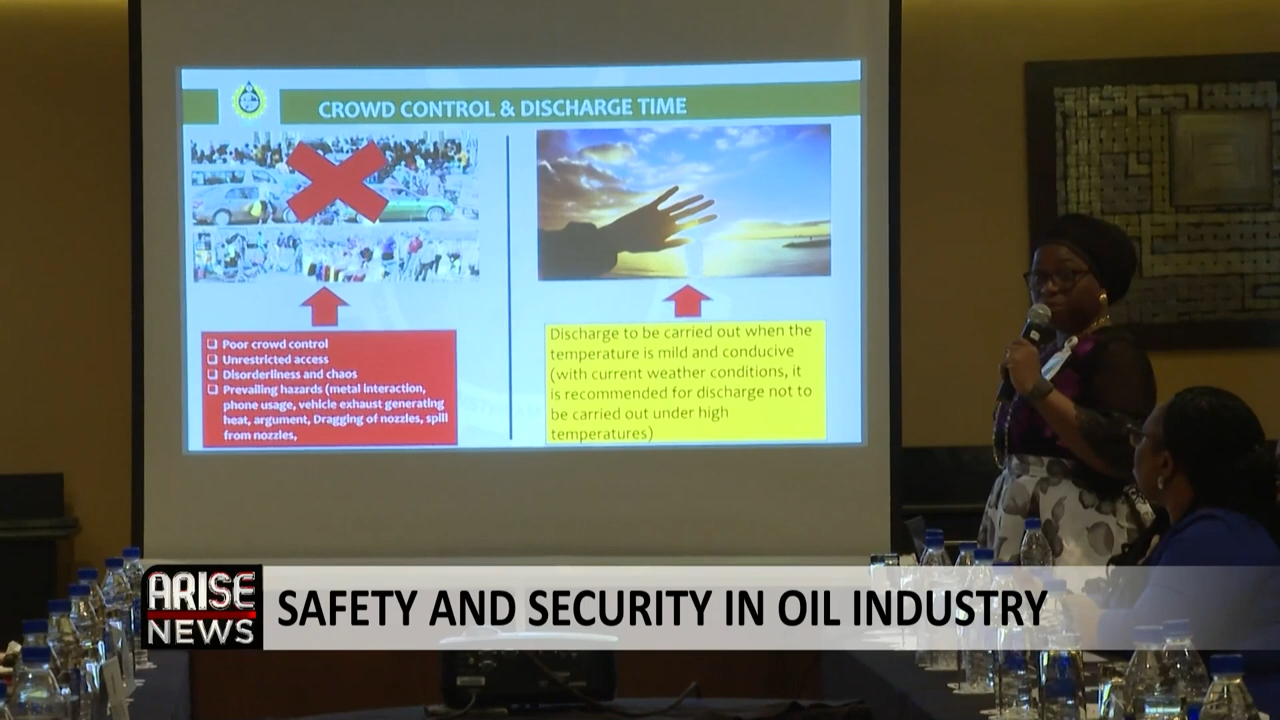 CROWD CONTROL & DISCHARGE TIME
Poor crowd control
Unrestricted access
Disorderliness and chaos
Prevailing hazards (metal interaction,
phone usage, vehicle exhaust generating
heat, argument, Dragging of nozzles, spill
from nozzles,
Discharge to be carried out when the
temperature is mild and conducive
(with current weather conditions, it
is recommended for discharge not to
be carried out under high
temperatures)
ARISE
NEWS
SAFETY AND SECURITY IN OIL INDUSTRY